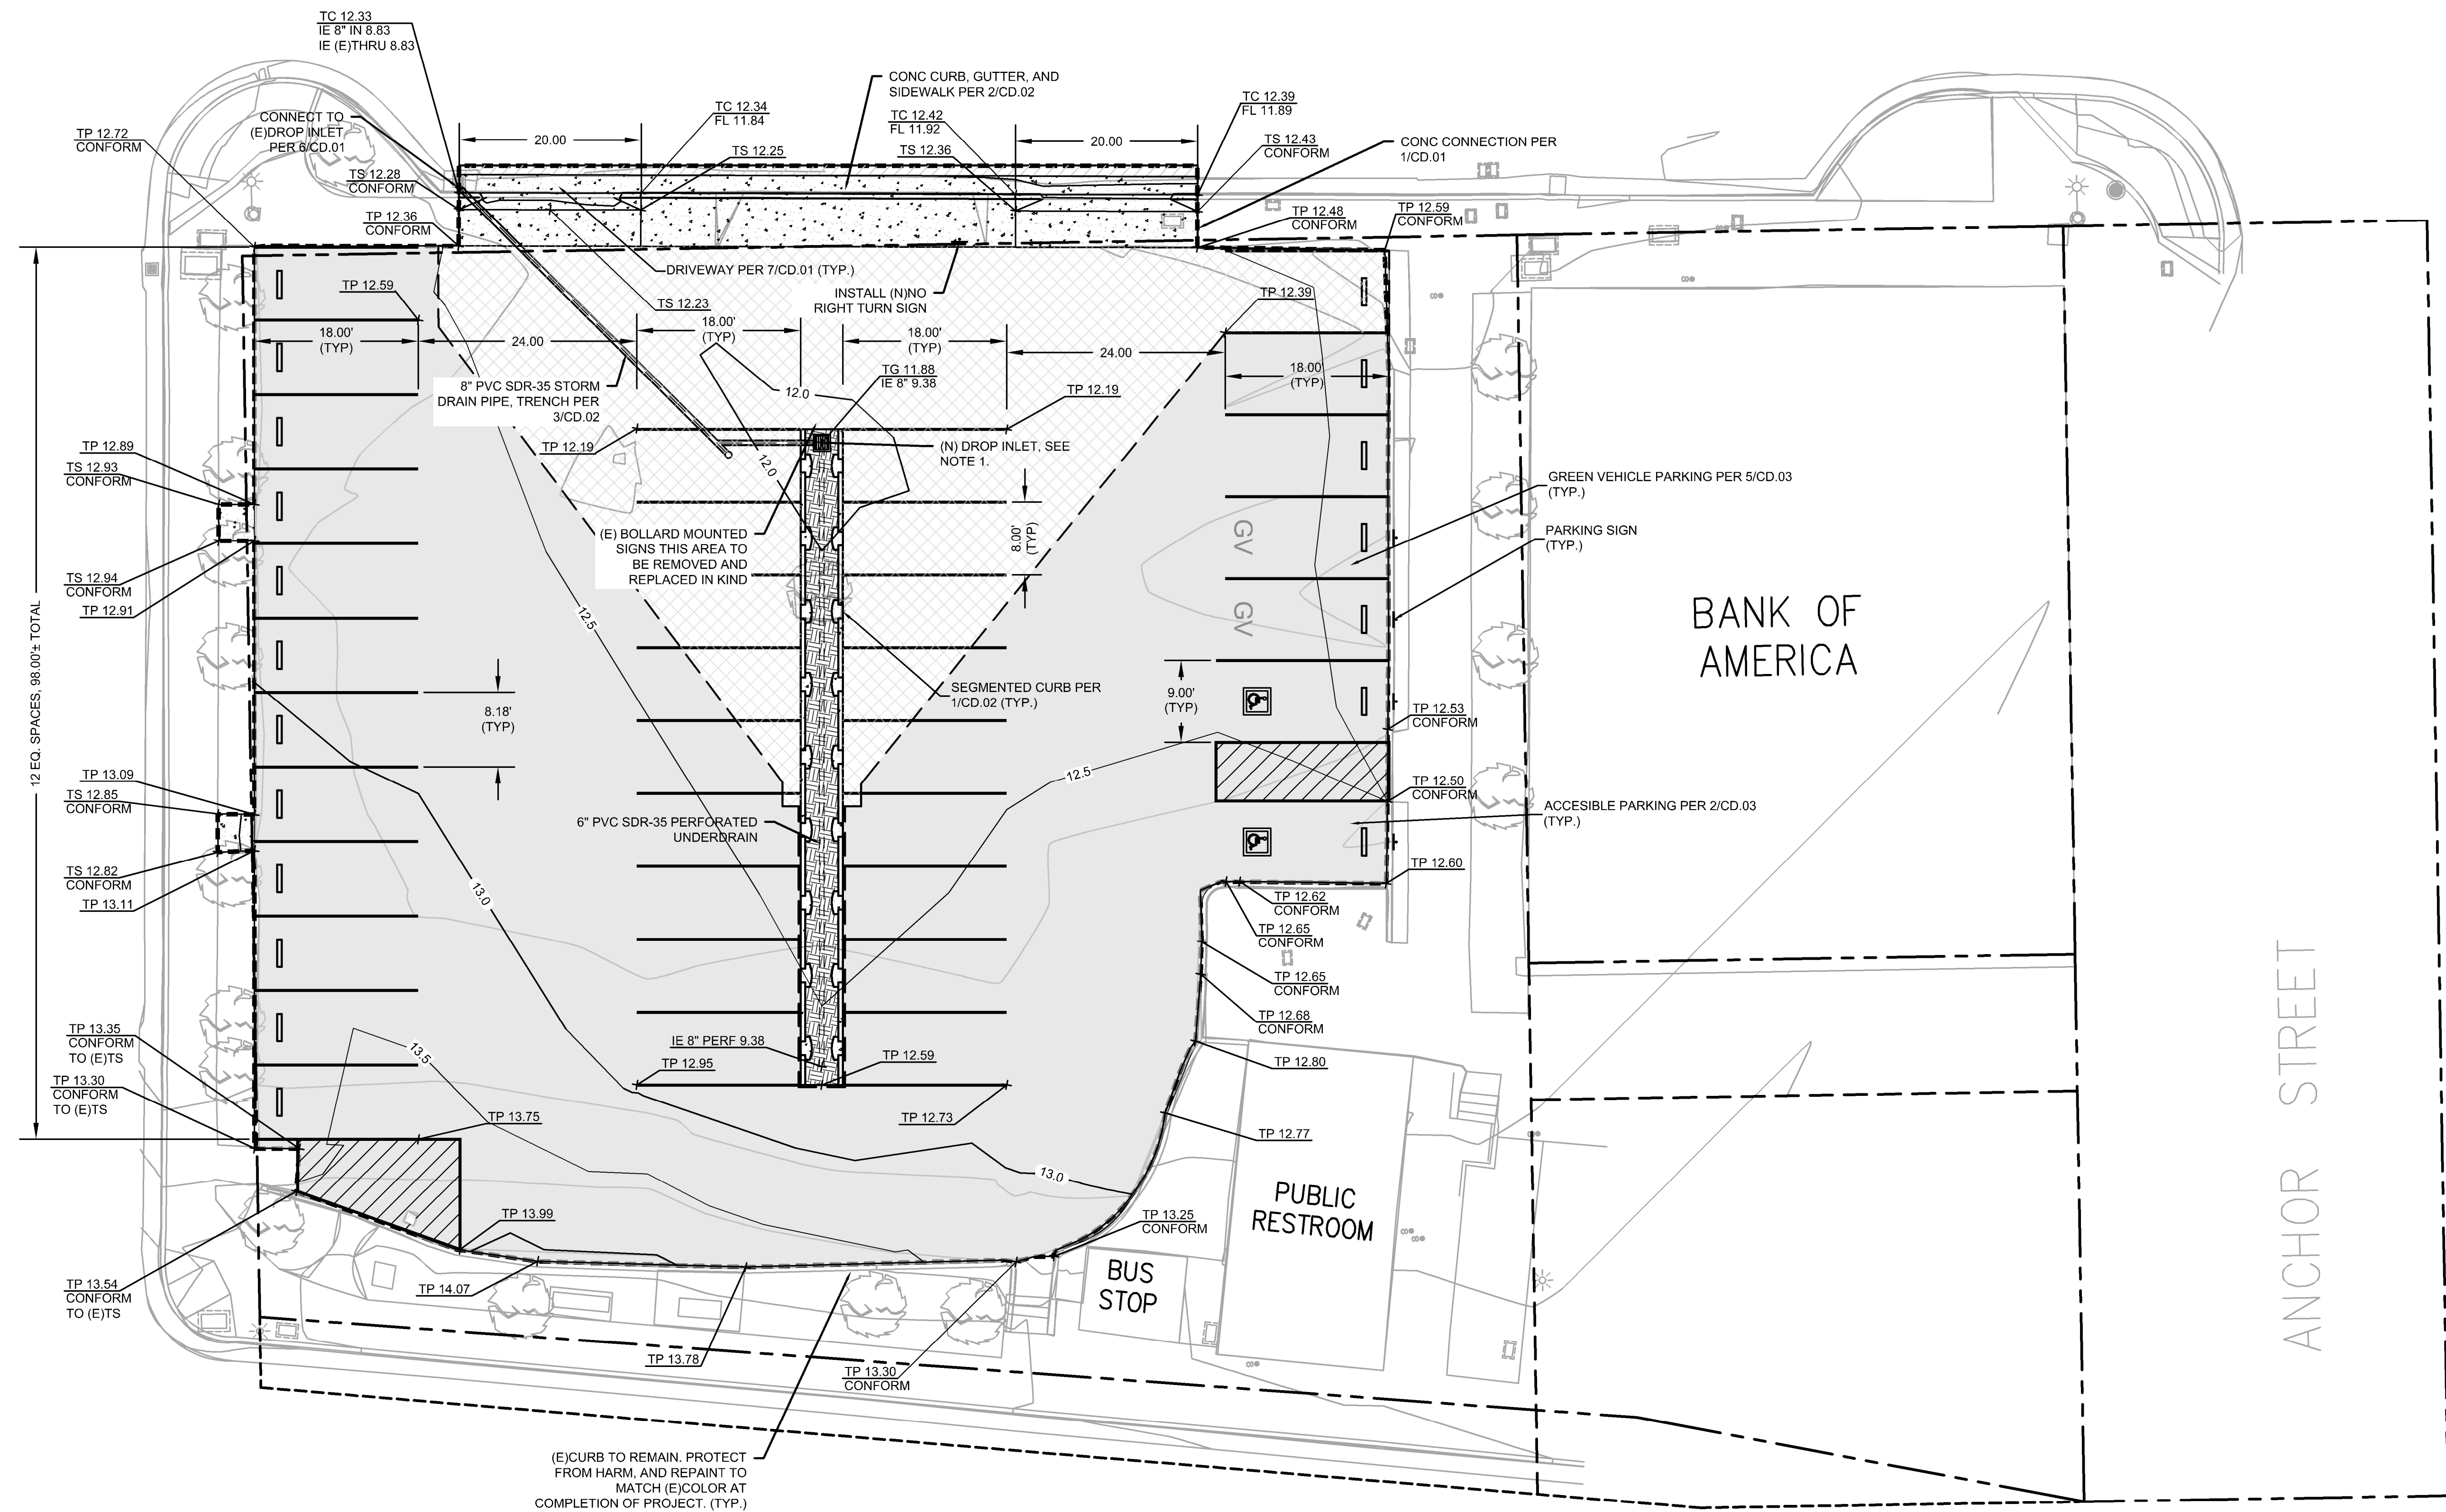 TC 12.33
IE 8" IN 8.83
IE (E)THRU 8.83
CONNECT TO
(E)DROP INLET
PER 6/CD.01
TP 12.72
CONFORM
TS 12.28
CONFORM
TP 12.36
CONFORM
20.00
TC 12.34
FL 11.84
TS 12.25
CONC CURB, GUTTER, AND
SIDEWALK PER 2/CD.02
TC 12.42
FL 11.92
TS 12.36
20.00
TC 12.39
FL 11.89
TS 12.43
CONFORM
CONC CONNECTION PER
1/CD.01
TP 12.48
CONFORM
TP 12.59
CONFORM
DRIVEWAY PER 7/CD.01 (TYP.)
TS 12.23
INSTALL (N)NO
RIGHT TURN SIGN
TP 12.59
TP 12.39
18.00'
(TYP)
24.00
18.00'
(TYP)
18.00'
(TYP)
24.00
18.00'
(TYP)
TG 11.88
IE 8" 9.38
12.0
TP 12.19
8" PVC SDR-35 STORM
DRAIN PIPE, TRENCH PER
3/CD.02
TP 12.19
12.0
(N) DROP INLET, SEE
NOTE 1.
TP 12.89
TS 12.93
CONFORM
TS 12.94
CONFORM
TP 12.91
12 EQ. SPACES, 98.00'± TOTAL
(E) BOLLARD MOUNTED
SIGNS THIS AREA TO
BE REMOVED AND
REPLACED IN KIND
8.00'
(TYP)
GV
GV
GREEN VEHICLE PARKING PER 5/CD.03
(TYP.)
PARKING SIGN
(TYP.)
12.5
BANK OF
AMERICA
SEGMENTED CURB PER
1/CD.02 (TYP.)
8.18'
(TYP)
9.00'
(TYP)
TP 12.53
CONFORM
12.5
TP 12.50
CONFORM
TP 13.09
TS 12.85
CONFORM
6" PVC SDR-35 PERFORATED
UNDERDRAIN
ACCESIBLE PARKING PER 2/CD.03
(TYP.)
TS 12.82
CONFORM
TP 13.11
13.0
TP 12.60
TP 12.62
CONFORM
TP 12.65
CONFORM
TP 12.65
CONFORM
TP 12.68
CONFORM
TP 13.35
CONFORM
TO (E)TS
TP 13.30
CONFORM
TO (E)TS
13.5
IE 8" PERF 9.38
TP 12.95
TP 12.59
TP 12.80
TP 13.75
TP 12.73
TP 12.77
13.0
PUBLIC
RESTROOM
TP 13.99
TP 13.25
CONFORM
BUS
STOP
TP 13.54
CONFORM
TO (E)TS
TP 14.07
TP 13.78
TP 13.30
CONFORM
(E)CURB TO REMAIN. PROTECT
FROM HARM, AND REPAINT TO
MATCH (E)COLOR AT
COMPLETION OF PROJECT. (TYP.)
ANCHOR STREET